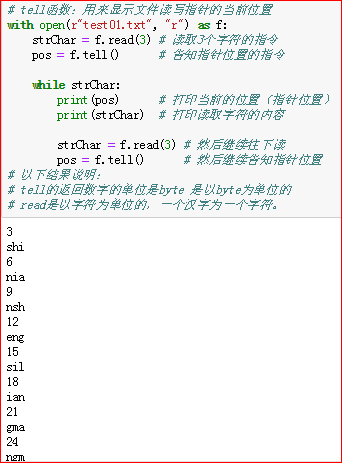 # tell函数：用来显示文件读写指针的当前位置
with open(r"test01.txt", "r") as f:
strChar = f.read(3) # 读取3个字符的指令
pos = f.tell() # 告知指针位置的指令
while strChar:
print(pos) # 打印当前的位置（指针位置）
print(strChar) # 打印读取字符的内容
strChar = f.read(3) # 然后继续往下读
pos = f.tell() # 然后继续告知指针位置
# 以下结果说明：
# tell的返回数字的单位是byte 是以byte为单位的
# read是以字符为单位的，一个汉字为一个字符。
3
shi
6
nia
9
nsh
12
eng
15
sil
18
ian
21
gma
24
ngm